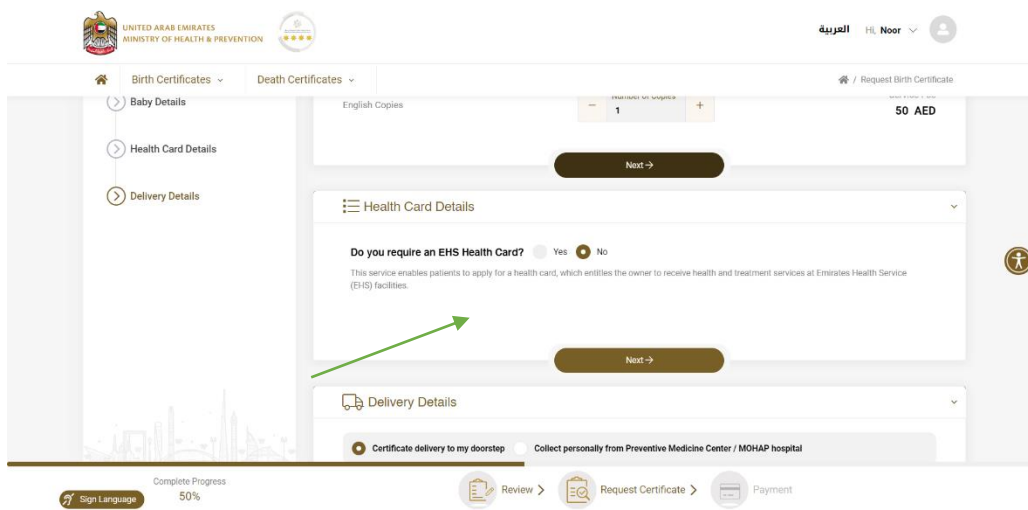 UNITED ARAB EMIRATES
MINISTRY OF HEALTH & PREVENTION
العربية Hi, Noor
Birth Certificates Death Certificates / Request Birth Certificate
Baby Details
Health Card Details
Delivery Details
Number of Copies
English Copies - 1 + 50 AED
Next →
Health Card Details
Do you require an EHS Health Card? Yes No
This service enables patients to apply for a health card, which entitles the owner to receive health and treatment services at Emirates Health Service
(EHS) facilities.
Next →
Delivery Details
Certificate delivery to my doorstep Collect personally from Preventive Medicine Center / MOHAP hospital
Sign Language
Complete Progress
50%
Review > Request Certificate > Payment